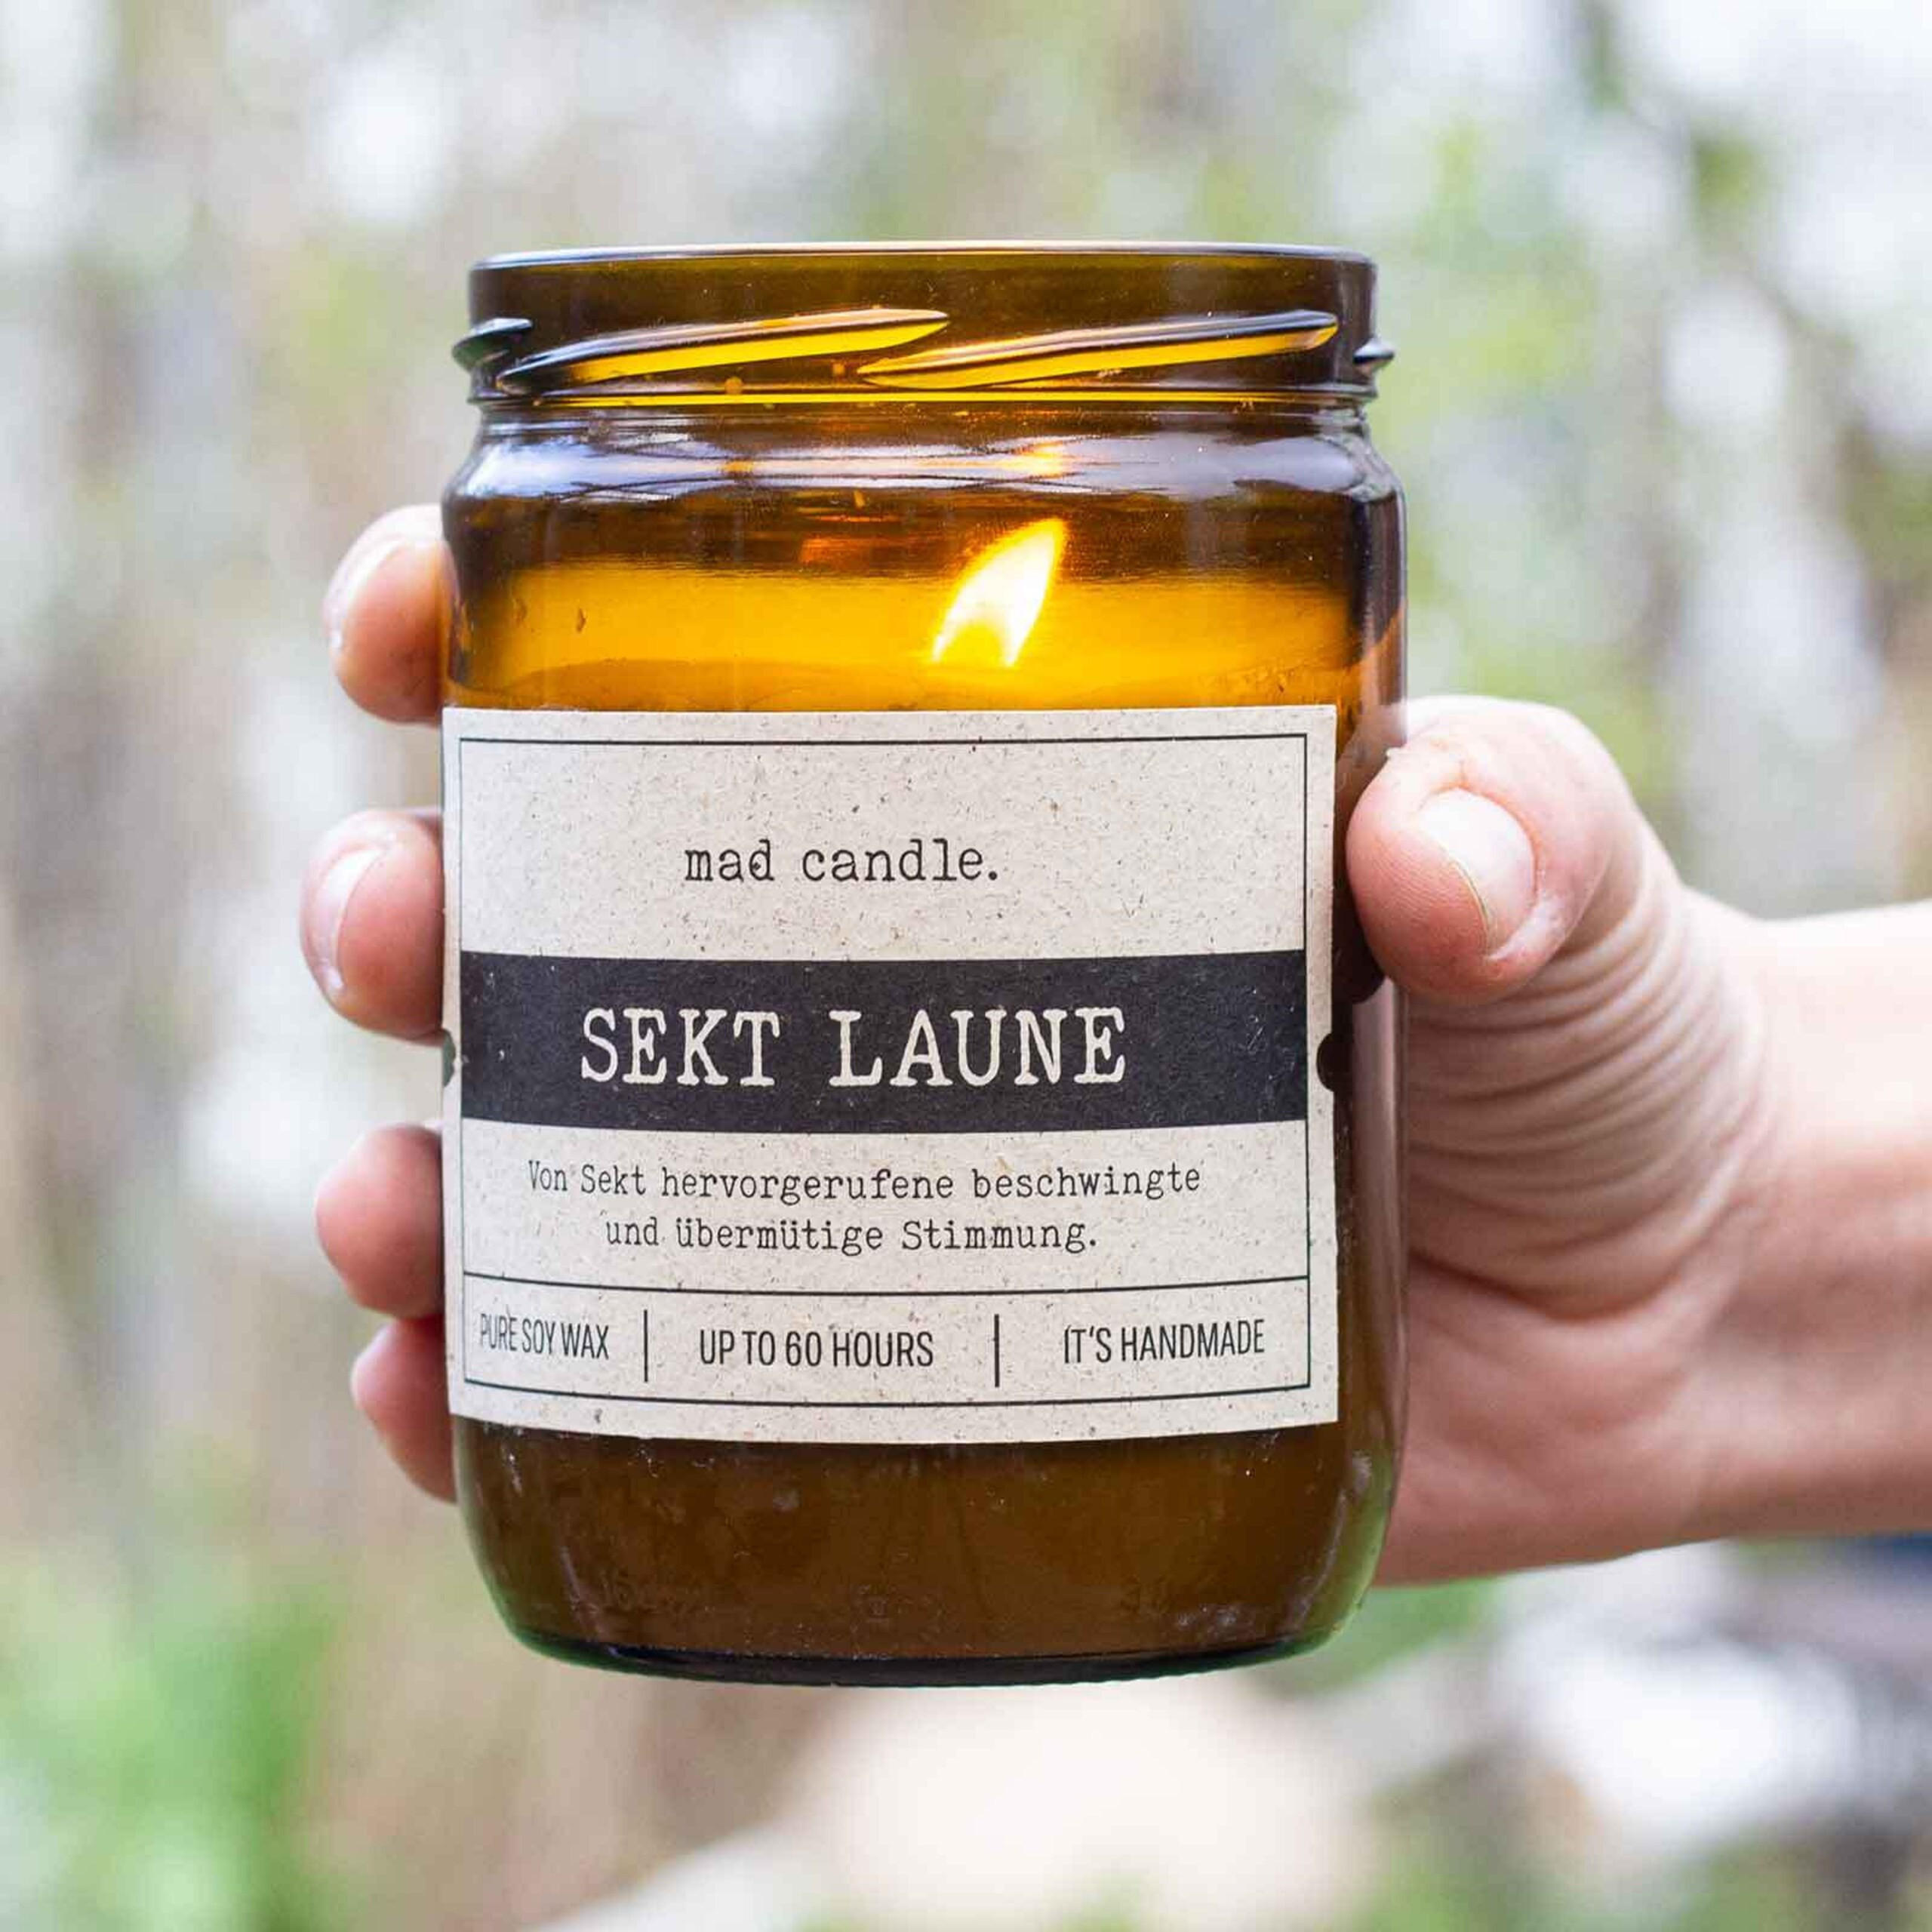 mad candle.
SEKT LAUNE
Von Sekt hervorgerufene beschwingte
und übermütige Stimmung.
PURE SOY WAX | UP TO 60 HOURS | IT'S HANDMADE